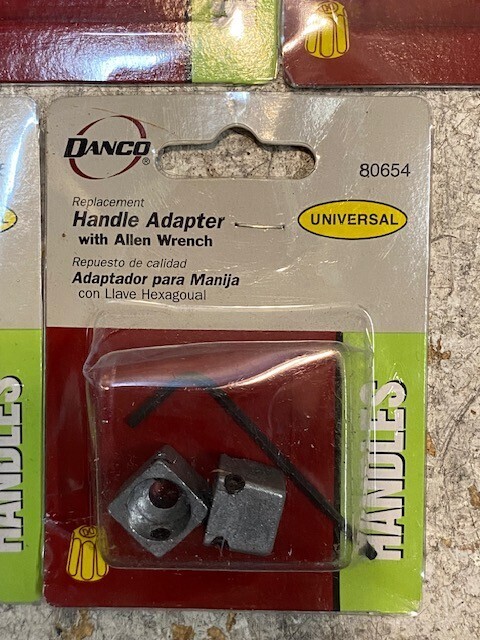 DANCO®
80654
Replacement
Handle Adapter
with Allen Wrench
UNIVERSAL
Repuesto de calidad
Adaptador para Manija
con Llave Hexagoual
HANDLES
HANDLES